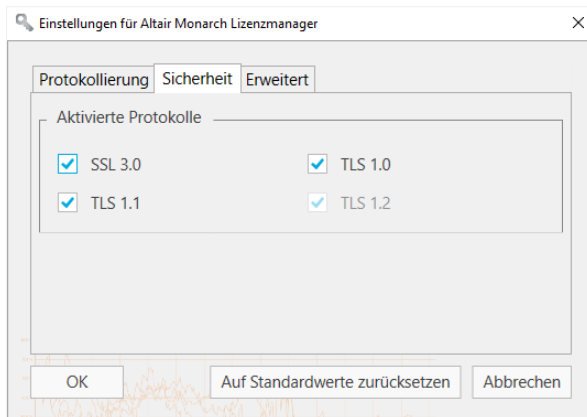 Einstellungen für Altair Monarch Lizenzmanager
Protokollierung Sicherheit Erweitert
Aktivierte Protokolle
SSL 3.0 TLS 1.0
TLS 1.1 TLS 1.2
OK Auf Standardwerte zurücksetzen Abbrechen